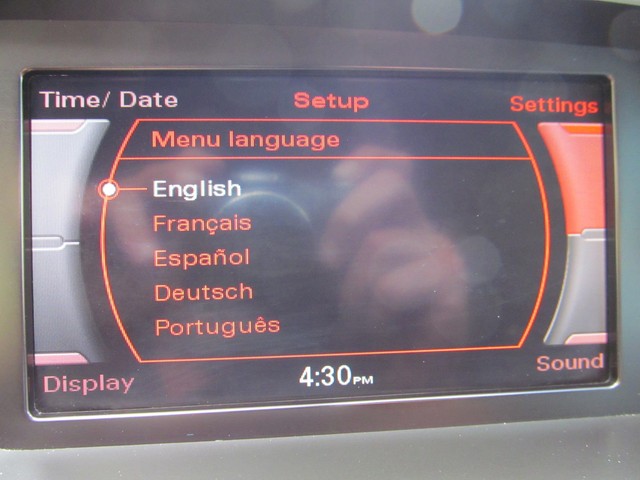 Time/ Date
Setup
Settings
Menu language
English
Français
Español
Deutsch
Português
Display
4:30PM
Sound